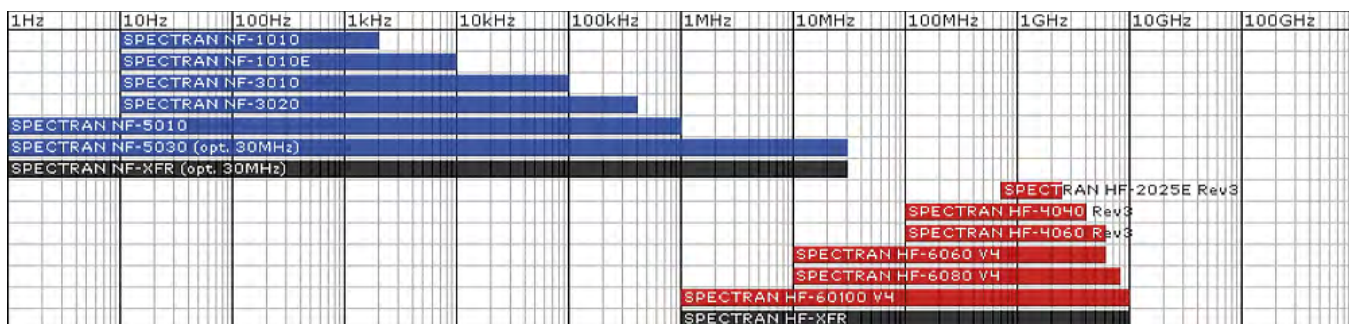 1Hz 10Hz 100Hz 1kHz 10kHz 100kHz 1MHz 10MHz 100MHz 1GHz 10GHz 100GHz
SPECTRAN NF-1010
SPECTRAN NF-1010E
SPECTRAN NF-3010
SPECTRAN NF-3020
SPECTRAN NF-5010
SPECTRAN NF-5030 (opt. 30MHz)
SPECTRAN NF-XFR (opt. 30MHz)
SPECTRAN HF-2025E Rev3
SPECTRAN HF-4040 Rev3
SPECTRAN HF-4060 Rev3
SPECTRAN HF-6060 V4
SPECTRAN HF-6080 V4
SPECTRAN HF-60100 V4
SPECTRAN HF-XFR